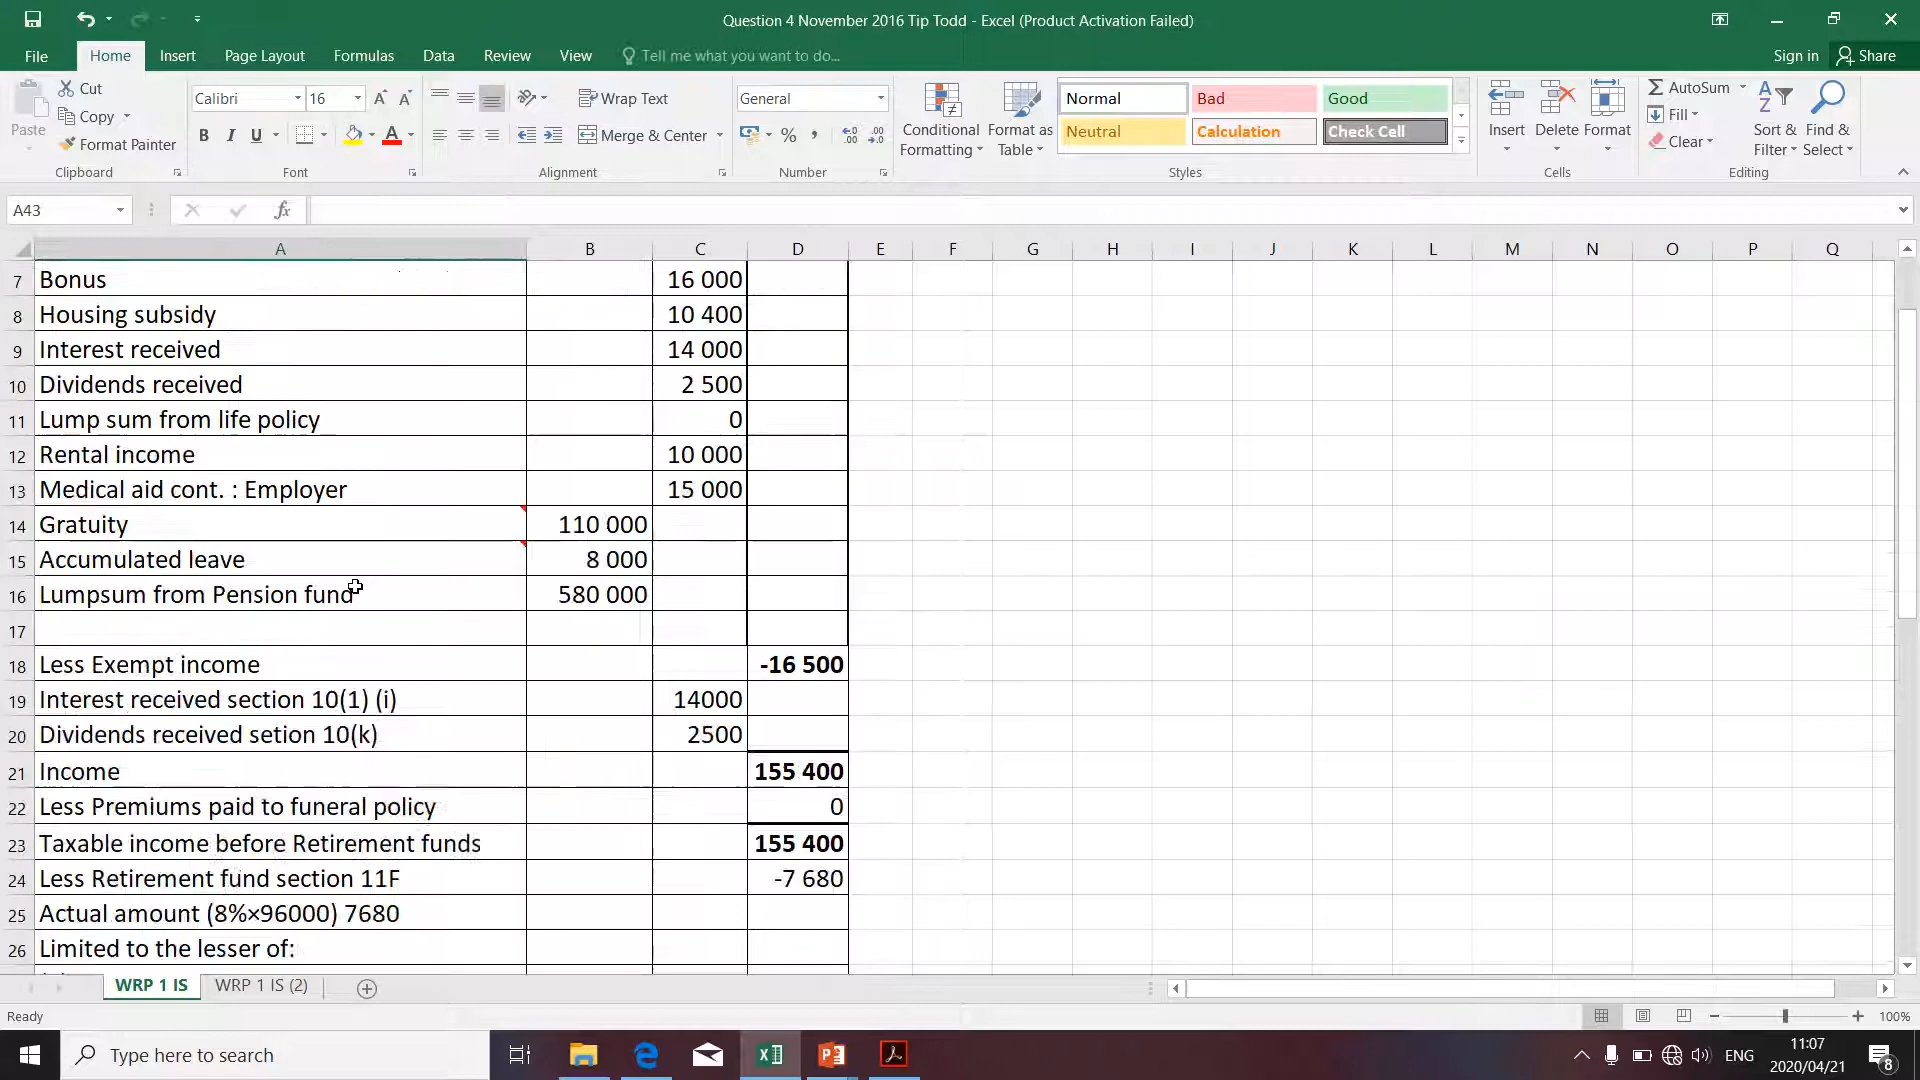 Question 4 November 2016 Tip Todd - Excel (Product Activation Failed)
File Home Insert Page Layout Formulas Data Review View Tell me what you want to do... Sign in Share
Paste Cut Copy Format Painter Clipboard
Calibri 16 B I U A Font
Wrap Text Merge & Center Alignment
General % , Number
Conditional Formatting Format as Table
Normal Bad Good
Neutral Calculation Check Cell
Styles
Insert Delete Format Cells
AutoSum Fill Clear Sort & Filter Find & Select Editing
A43 fx
A B C D E F G H I J K L M N O P Q
7 Bonus 16 000
8 Housing subsidy 10 400
9 Interest received 14 000
10 Dividends received 2 500
11 Lump sum from life policy 0
12 Rental income 10 000
13 Medical aid cont. : Employer 15 000
14 Gratuity 110 000
15 Accumulated leave 8 000
16 Lumpsum from Pension fund 580 000
17
18 Less Exempt income -16 500
19 Interest received section 10(1) (i) 14000
20 Dividends received setion 10(k) 2500
21 Income 155 400
22 Less Premiums paid to funeral policy 0
23 Taxable income before Retirement funds 155 400
24 Less Retirement fund section 11F -7 680
25 Actual amount (8%×96000) 7680
26 Limited to the lesser of:
WRP 1 IS WRP 1 IS (2)
Ready 100%
Type here to search ENG 11:07
2020/04/21 8